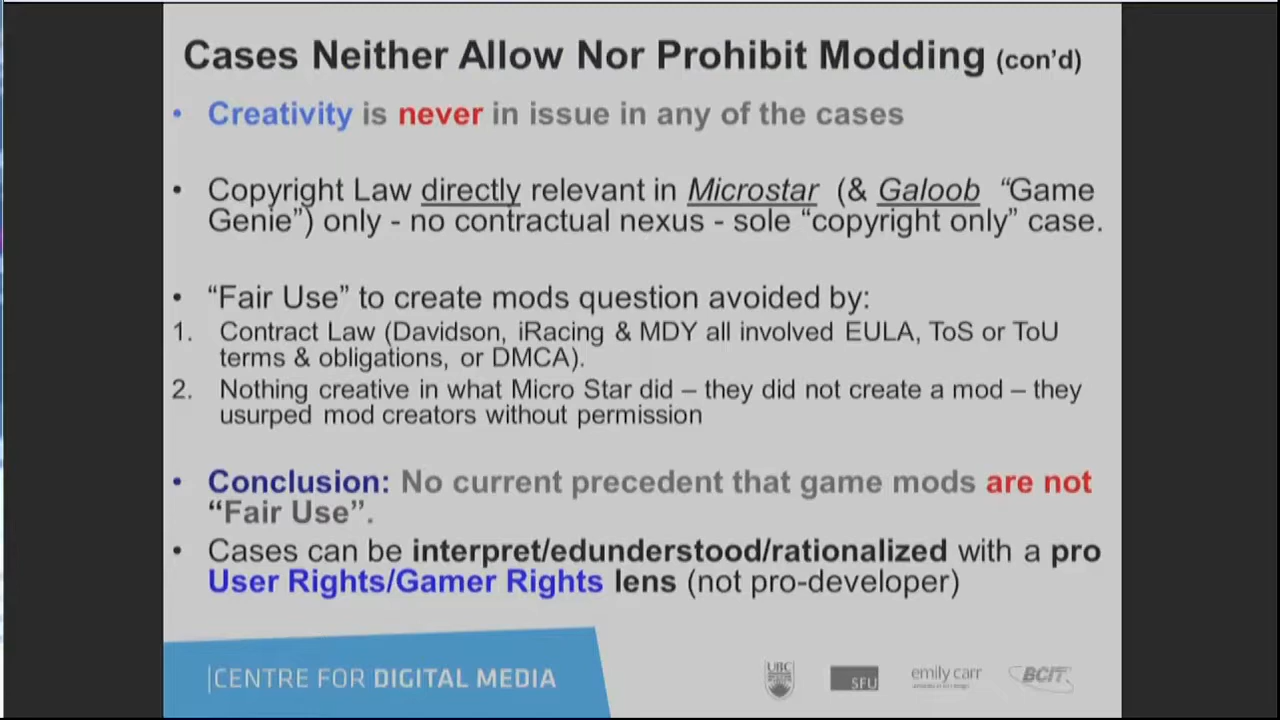 Cases Neither Allow Nor Prohibit Modding (con’d)
• Creativity is never in issue in any of the cases
• Copyright Law directly relevant in Microstar (& Galoob “Game
Genie”) only - no contractual nexus - sole “copyright only” case.
• “Fair Use” to create mods question avoided by:
1. Contract Law (Davidson, iRacing & MDY all involved EULA, ToS or ToU
terms & obligations, or DMCA).
2. Nothing creative in what Micro Star did – they did not create a mod – they
usurped mod creators without permission
• Conclusion: No current precedent that game mods are not
“Fair Use”.
• Cases can be interpret/edunderstood/rationalized with a pro
User Rights/Gamer Rights lens (not pro-developer)
|CENTRE FOR DIGITAL MEDIA
UBC
SFU
emily carr
BCIT